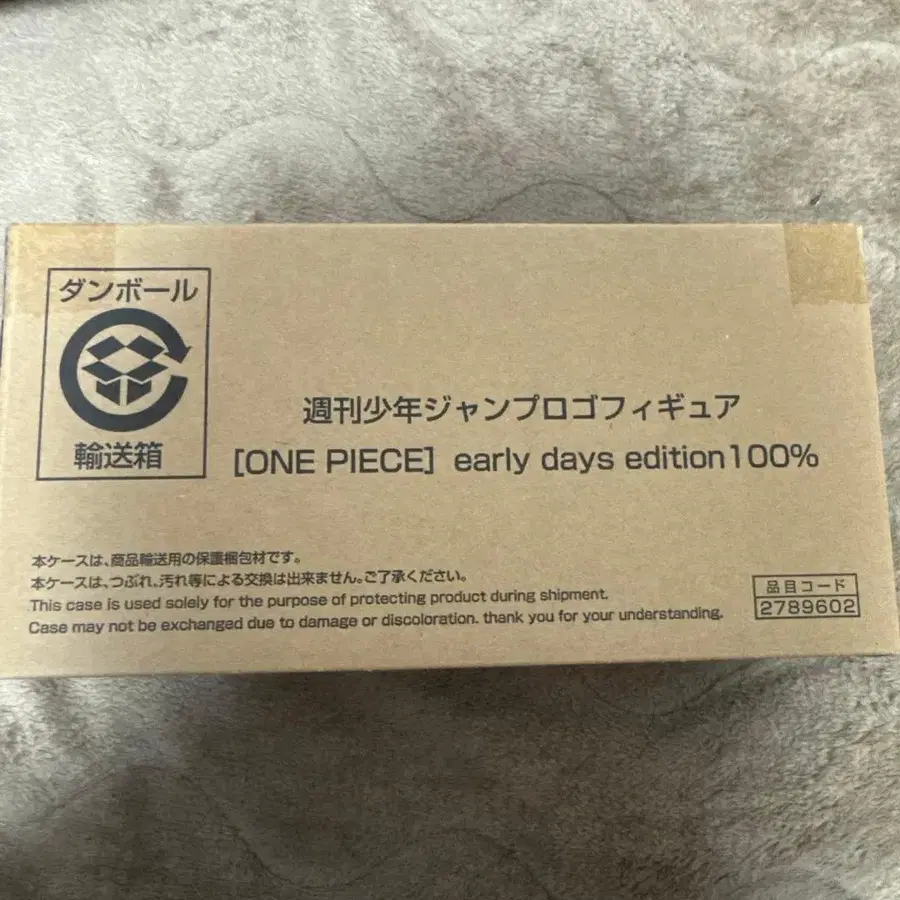 ダンボール
輸送箱
週刊少年ジャンプロゴフィギュア
[ONE PIECE] early days edition100%
本ケースは、商品輸送用の保護梱包材です。
本ケースは、つぶれ、汚れ等による交換は出来ません。ご了承ください。
This case is used solely for the purpose of protecting product during shipment.
Case may not be exchanged due to damage or discoloration. thank you for your understanding.
品目コード
2789602